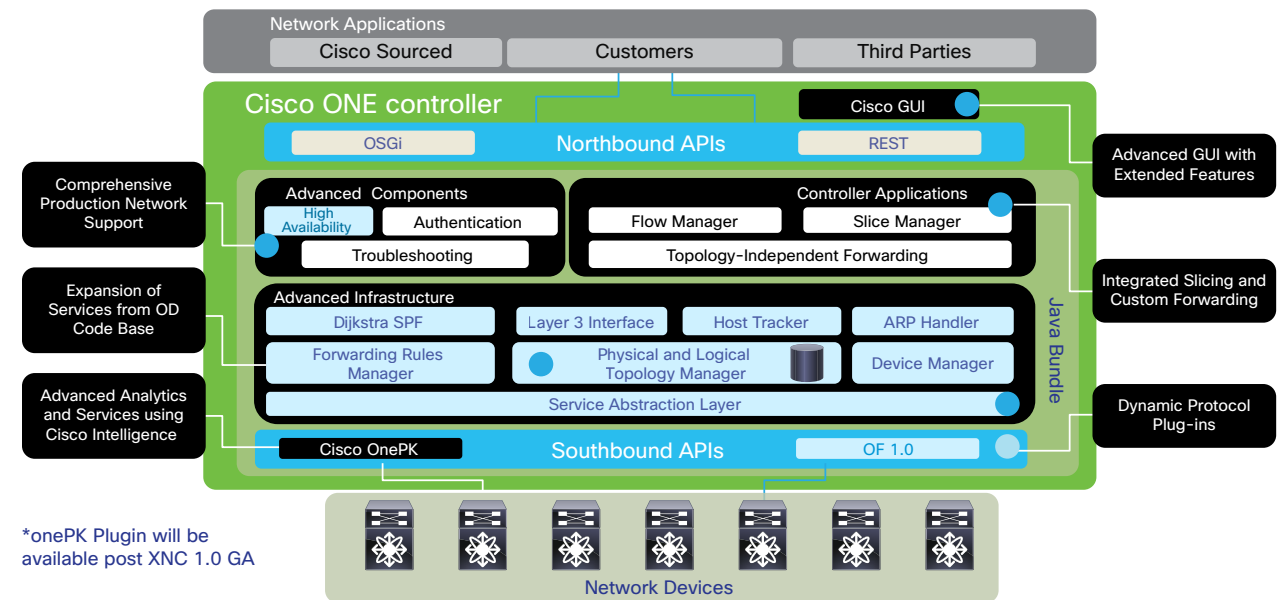 Network Applications
Cisco Sourced
Customers
Third Parties
Cisco ONE controller
Cisco GUI
OSGi
Northbound APIs
REST
Comprehensive
Production Network
Support
Advanced GUI with
Extended Features
Advanced Components
High
Availability
Authentication
Troubleshooting
Controller Applications
Flow Manager
Slice Manager
Topology-Independent Forwarding
Expansion of
Services from OD
Code Base
Integrated Slicing and
Custom Forwarding
Advanced Infrastructure
Dijkstra SPF
Layer 3 Interface
Host Tracker
ARP Handler
Forwarding Rules
Manager
Physical and Logical
Topology Manager
Device Manager
Service Abstraction Layer
Java Bundle
Advanced Analytics
and Services using
Cisco Intelligence
Dynamic Protocol
Plug-ins
Cisco OnePK
Southbound APIs
OF 1.0
*onePK Plugin will be
available post XNC 1.0 GA
Network Devices